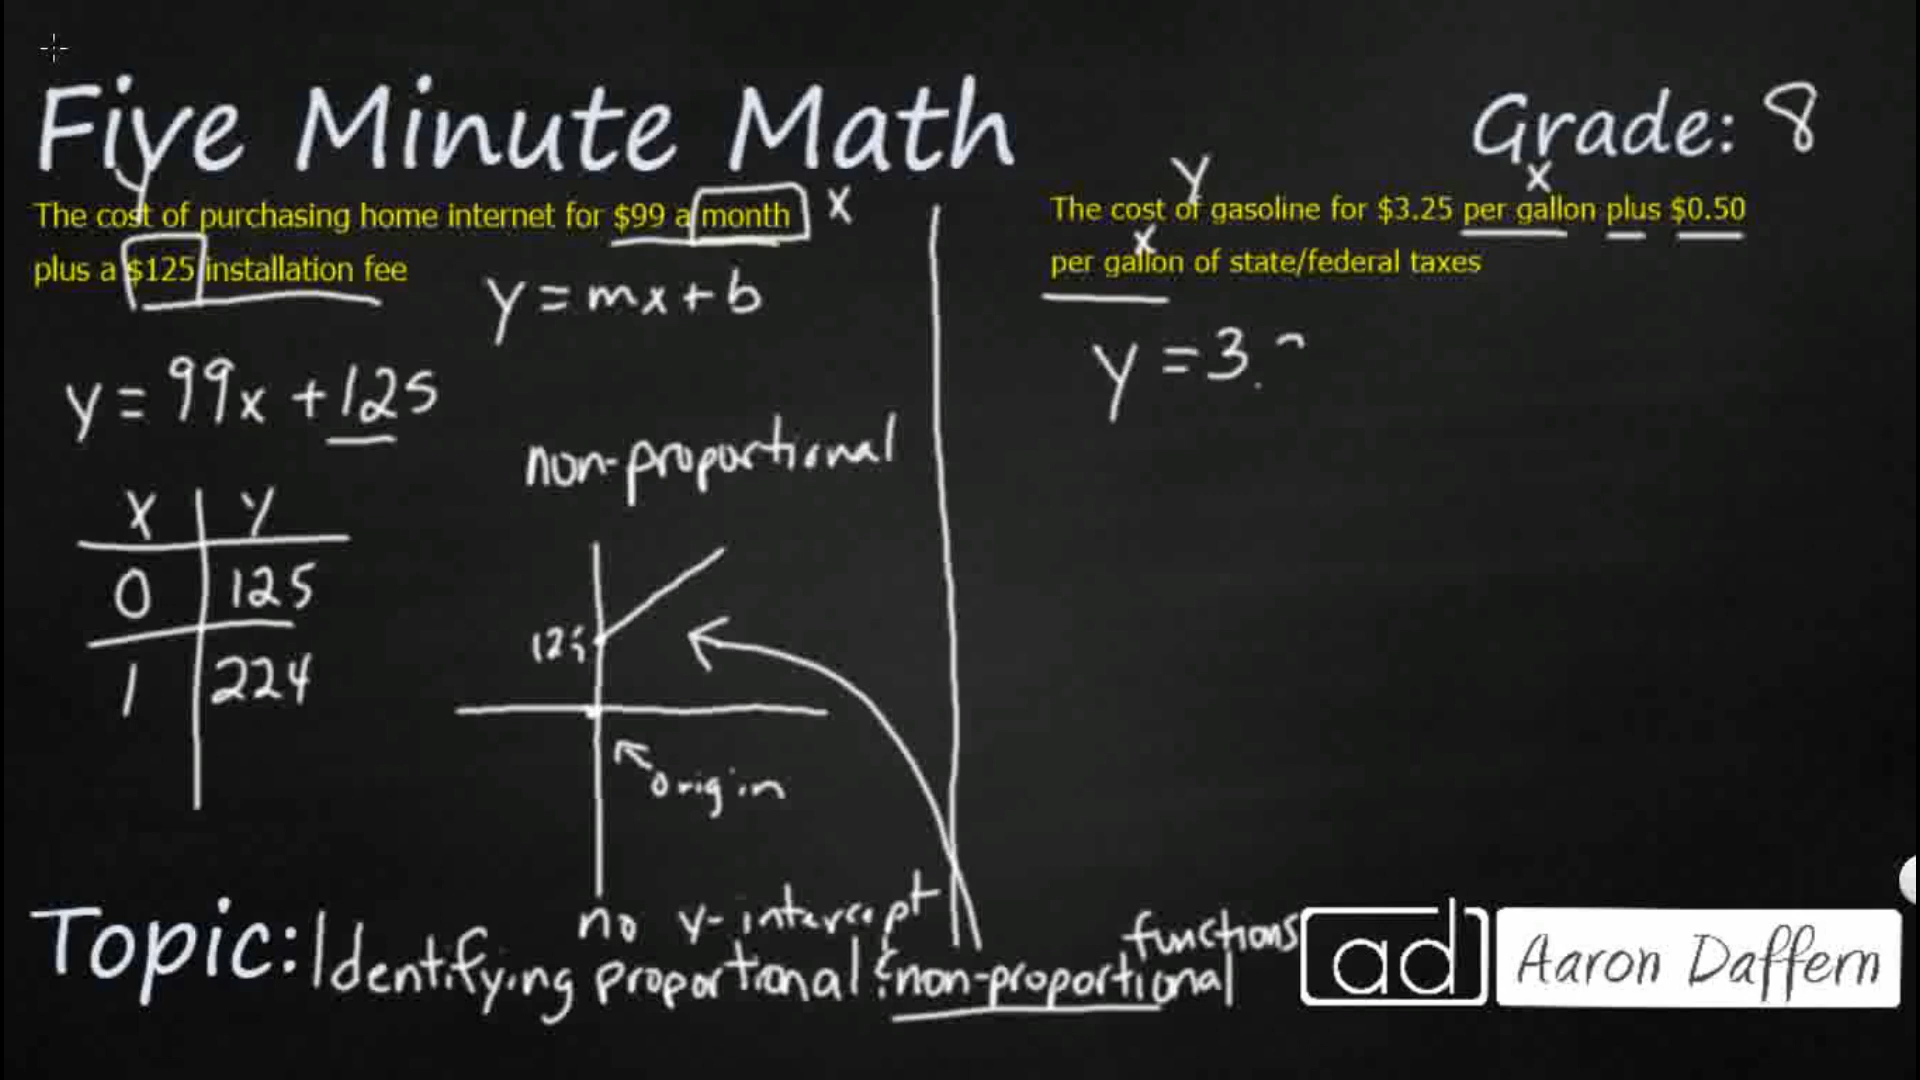 Five Minute Math
Grade: 8
y
The cost of purchasing home internet for $99 a month x
plus a $125 installation fee
y = mx + b
y = 99x + 125
x y
0 125
1 224
non-proportional
125
origin
no y-intercept
y
x
The cost of gasoline for $3.25 per gallon plus $0.50
x
per gallon of state/federal taxes
y = 3.
Topic: Identifying proportional & non-proportional functions
ad Aaron Daffern